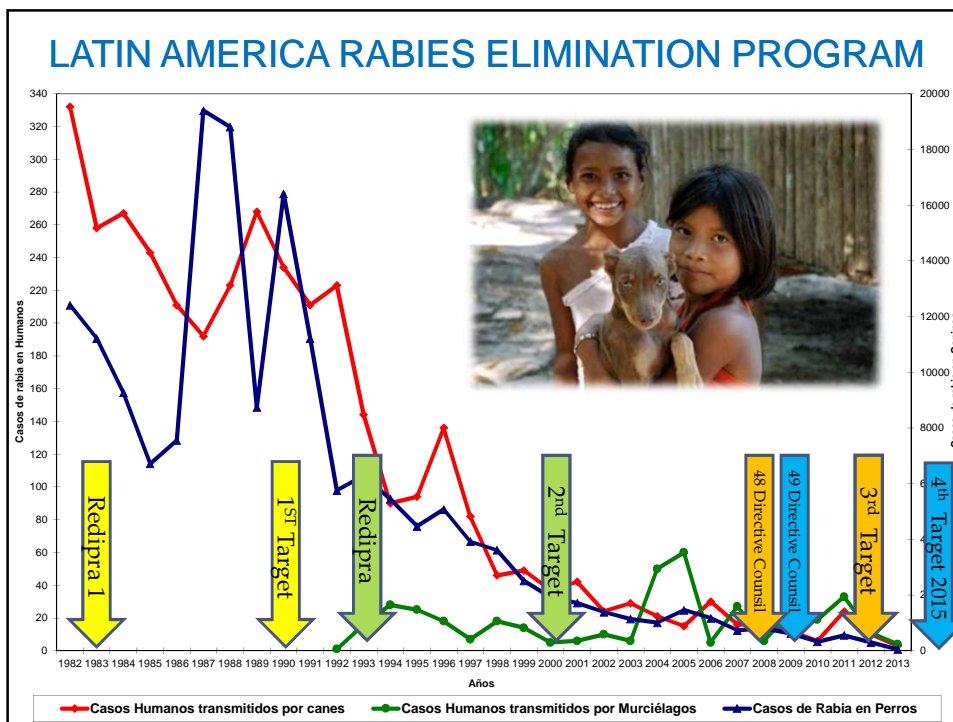 LATIN AMERICA RABIES ELIMINATION PROGRAM
340
320
300
280
260
240
220
200
180
160
140
120
100
80
60
40
20
0
Casos de rabia en Humanos
20000
18000
16000
14000
12000
10000
8000
0
Redipra 1
1ST Target
Redipra
2nd Target
48 Directive Counsil
49 Directive Counsil
3rd Target
4th Target 2015
1982 1983 1984 1985 1986 1987 1988 1989 1990 1991 1992 1993 1994 1995 1996 1997 1998 1999 2000 2001 2002 2003 2004 2005 2006 2007 2008 2009 2010 2011 2012 2013
Años
Casos Humanos transmitidos por canes
Casos Humanos transmitidos por Murciélagos
Casos de Rabia en Perros